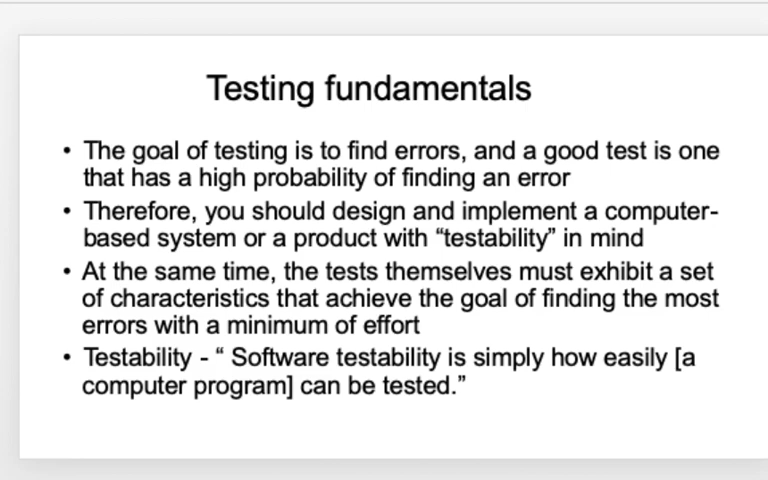 Testing fundamentals
• The goal of testing is to find errors, and a good test is one
that has a high probability of finding an error
• Therefore, you should design and implement a computer-
based system or a product with “testability” in mind
• At the same time, the tests themselves must exhibit a set
of characteristics that achieve the goal of finding the most
errors with a minimum of effort
• Testability - “ Software testability is simply how easily [a
computer program] can be tested.”